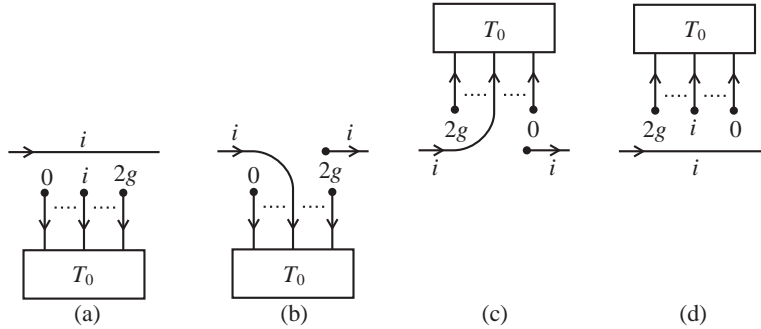 T₀
T₀
2g 0 2g i 0
i i i
i i i
0 i 2g 0 2g
T₀
T₀
(a) (b) (c) (d)